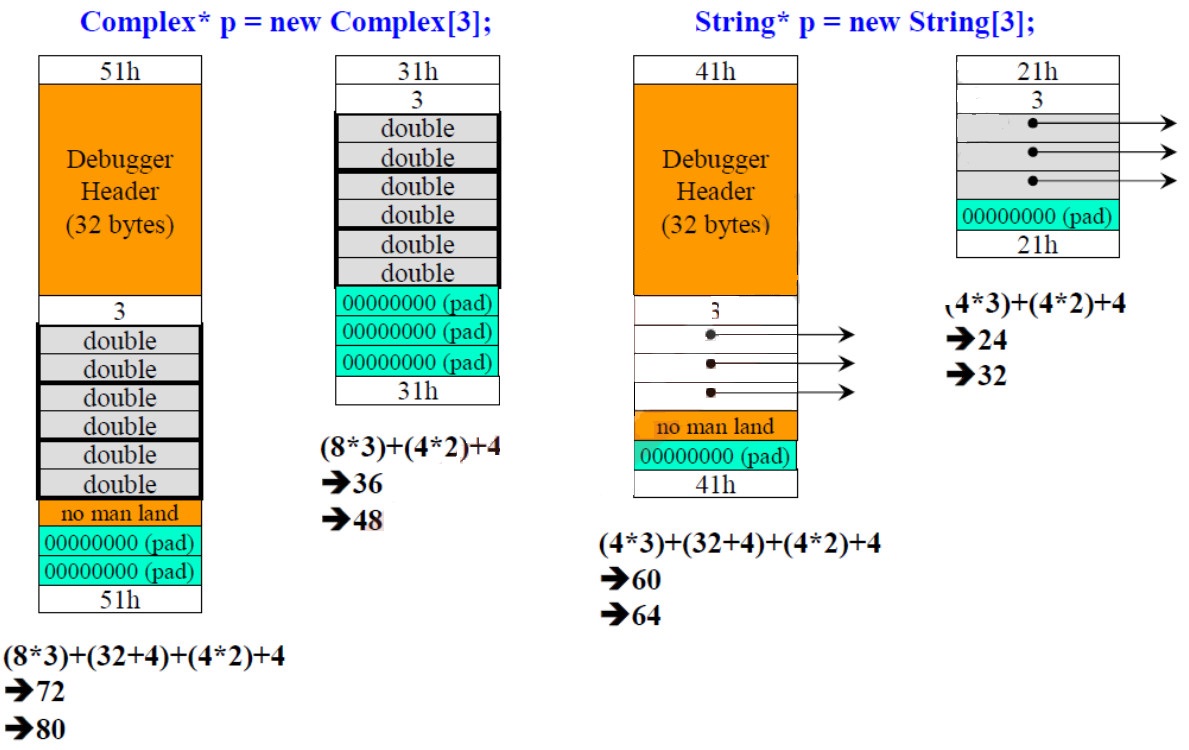 Complex* p = new Complex[3];
51h
Debugger
Header
(32 bytes)
3
double
double
double
double
double
double
no man land
00000000 (pad)
00000000 (pad)
51h
(8*3)+(32+4)+(4*2)+4
➔72
➔80
31h
3
double
double
double
double
double
double
00000000 (pad)
00000000 (pad)
00000000 (pad)
31h
(8*3)+(4*2)+4
➔36
➔48
String* p = new String[3];
41h
Debugger
Header
(32 bytes)
3
no man land
00000000 (pad)
41h
(4*3)+(32+4)+(4*2)+4
➔60
➔64
21h
3
00000000 (pad)
21h
(4*3)+(4*2)+4
➔24
➔32